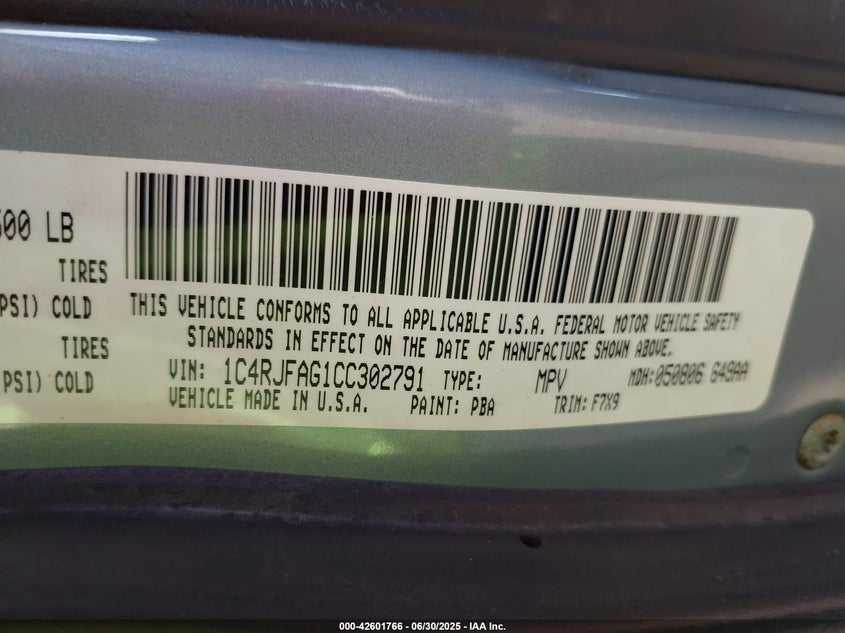 500 LB
TIRES
PSI) COLD
TIRES
PSI) COLD
THIS VEHICLE CONFORMS TO ALL APPLICABLE U.S.A. FEDERAL MOTOR VEHICLE SAFETY
STANDARDS IN EFFECT ON THE DATE OF MANUFACTURE SHOWN ABOVE.
VIN: 1C4RJFAG1CC302791 TYPE: MPV MDH:050806 649AA
VEHICLE MADE IN U.S.A. PAINT: PBA TRIM: F7X9
000-42601766 - 06/30/2025 - IAA Inc.